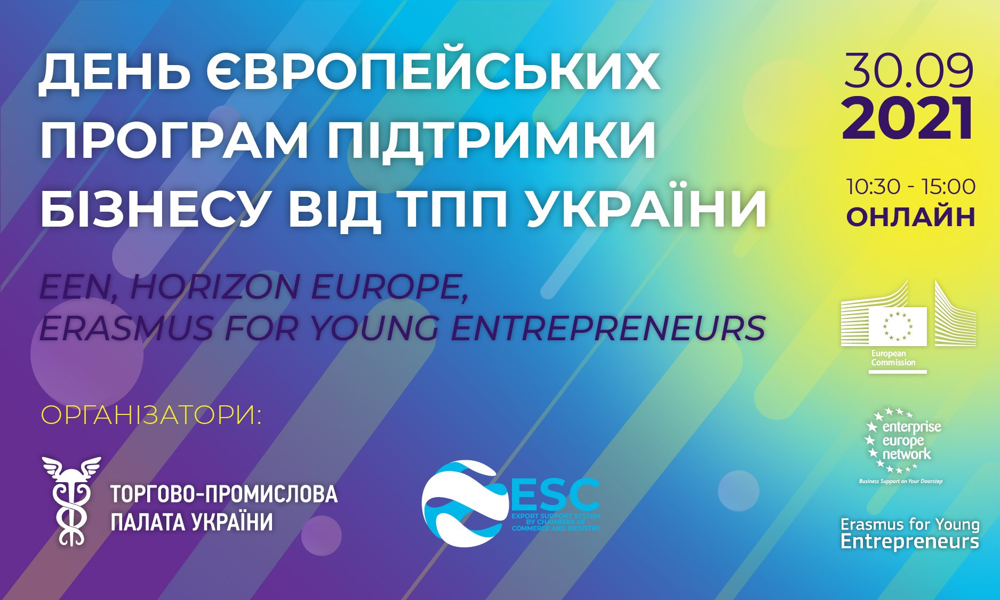 ДЕНЬ ЄВРОПЕЙСЬКИХ
ПРОГРАМ ПІДТРИМКИ
БІЗНЕСУ ВІД ТПП УКРАЇНИ
EEN, HORIZON EUROPE,
ERASMUS FOR YOUNG ENTREPRENEURS
30.09
2021
10:30 - 15:00
ОНЛАЙН
European
Commission
enterprise
europe
network
Business Support on Your Doorstep
Erasmus for Young
Entrepreneurs
ОРГАНІЗАТОРИ:
ТОРГОВО-ПРОМИСЛОВА
ПАЛАТА УКРАЇНИ
ESC
EXPORT SUPPORT SYSTEM
BY CHAMBERS OF
COMMERCE AND INDUSTRY